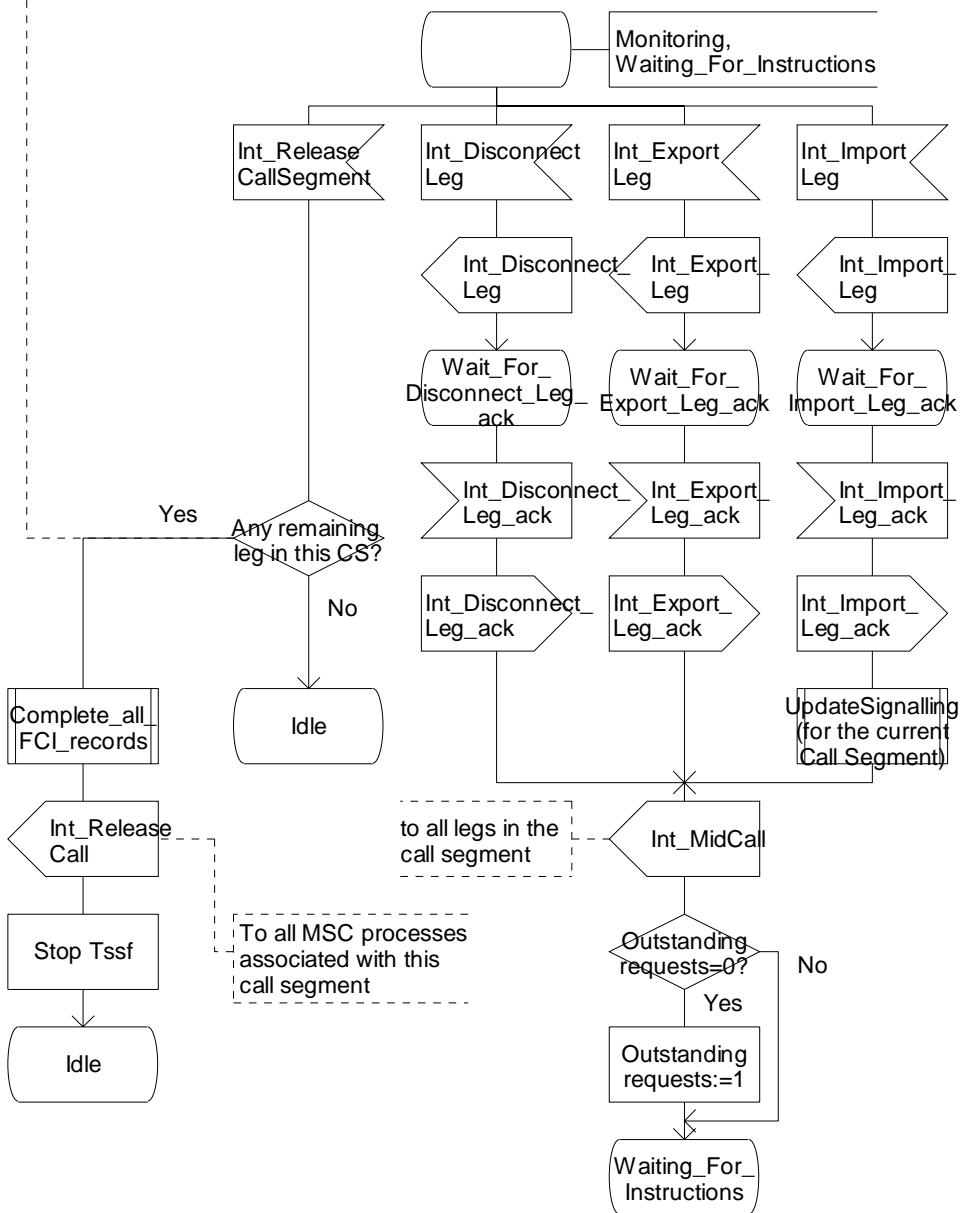 Monitoring,
Waiting_For_Instructions
Int_Release
CallSegment
Int_Disconnect
Leg
Int_Export
Leg
Int_Import
Leg
Int_Disconnect_
Leg
Int_Export_
Leg
Int_Import_
Leg
Wait_For_
Disconnect_Leg_
ack
Wait_For_
Export_Leg_ack
Wait_For_
Import_Leg_ack
Int_Disconnect_
Leg_ack
Int_Export_
Leg_ack
Int_Import_
Leg_ack
Yes
Any remaining
leg in this CS?
No
Int_Disconnect_
Leg_ack
Int_Export_
Leg_ack
Int_Import_
Leg_ack
Complete_all_
FCI_records
Idle
UpdateSignalling
(for the current
Call Segment)
Int_Release
Call
to all legs in the
call segment
Int_MidCall
Stop Tssf
To all MSC processes
associated with this
call segment
Outstanding
requests=0?
No
Yes
Idle
Outstanding
requests:=1
Waiting_For_
Instructions